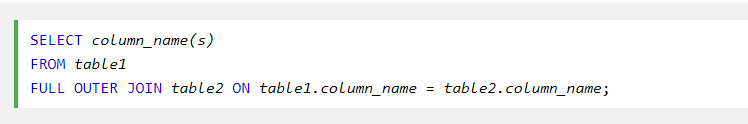 SELECT column_name(s)
FROM table1
FULL OUTER JOIN table2 ON table1.column_name = table2.column_name;